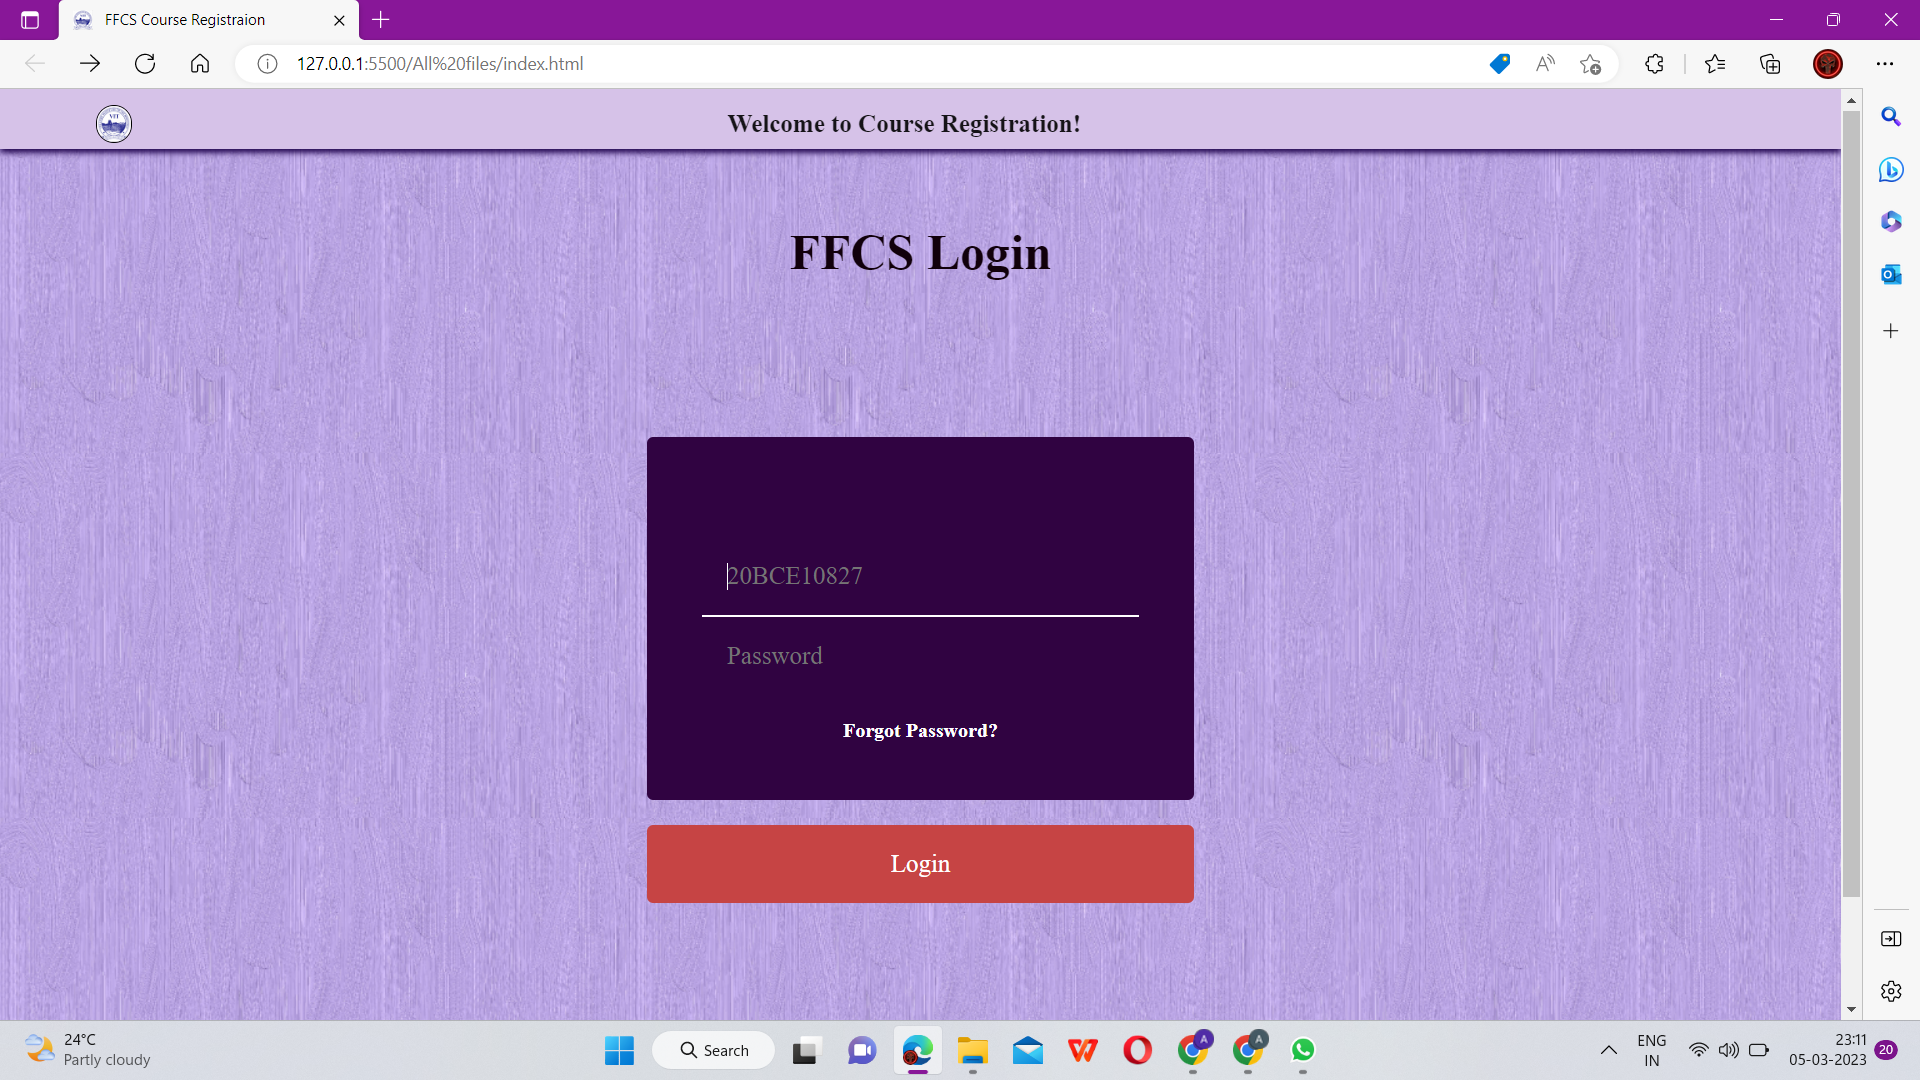 FFCS Course Registraion
127.0.0.1:5500/All%20files/index.html
VIT
Welcome to Course Registration!
FFCS Login
20BCE10827
Password
Forgot Password?
Login
24°C
Partly cloudy
Search
A
A
ENG
IN
23:11
05-03-2023
20